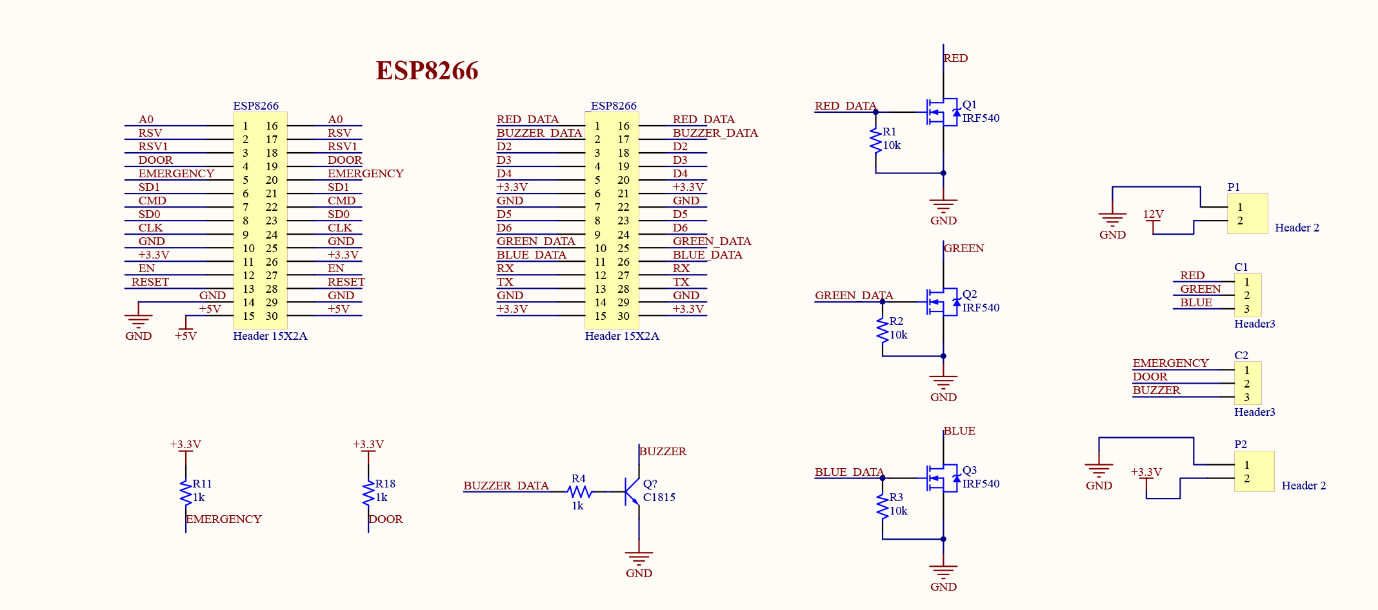 ESP8266
ESP8266
A0 1 16 A0
RSV 2 17 RSV
RSV1 3 18 RSV1
DOOR 4 19 DOOR
EMERGENCY 5 20 EMERGENCY
SD1 6 21 SD1
CMD 7 22 CMD
SD0 8 23 SD0
CLK 9 24 CLK
GND 10 25 GND
+3.3V 11 26 +3.3V
EN 12 27 EN
RESET 13 28 RESET
GND 14 29 GND
+5V 15 30 +5V
GND
+5V
Header 15X2A
ESP8266
RED_DATA 1 16 RED_DATA
BUZZER_DATA 2 17 BUZZER_DATA
D2 3 18 D2
D3 4 19 D3
D4 5 20 D4
+3.3V 6 21 +3.3V
GND 7 22 GND
D5 8 23 D5
D6 9 24 D6
GREEN_DATA 10 25 GREEN_DATA
BLUE_DATA 11 26 BLUE_DATA
RX 12 27 RX
TX 13 28 TX
GND 14 29 GND
+3.3V 15 30 +3.3V
Header 15X2A
RED
RED_DATA
Q1
IRF540
R1
10k
GND
GREEN
GREEN_DATA
Q2
IRF540
R2
10k
GND
BLUE
BLUE_DATA
Q3
IRF540
R3
10k
GND
P1
1
2
12V
GND
Header 2
C1
RED 1
GREEN 2
BLUE 3
Header3
C2
EMERGENCY 1
DOOR 2
BUZZER 3
Header3
P2
1
2
+3.3V
GND
Header 2
+3.3V
R11
1k
EMERGENCY
+3.3V
R18
1k
DOOR
BUZZER
BUZZER_DATA
R4
1k
Q?
C1815
GND